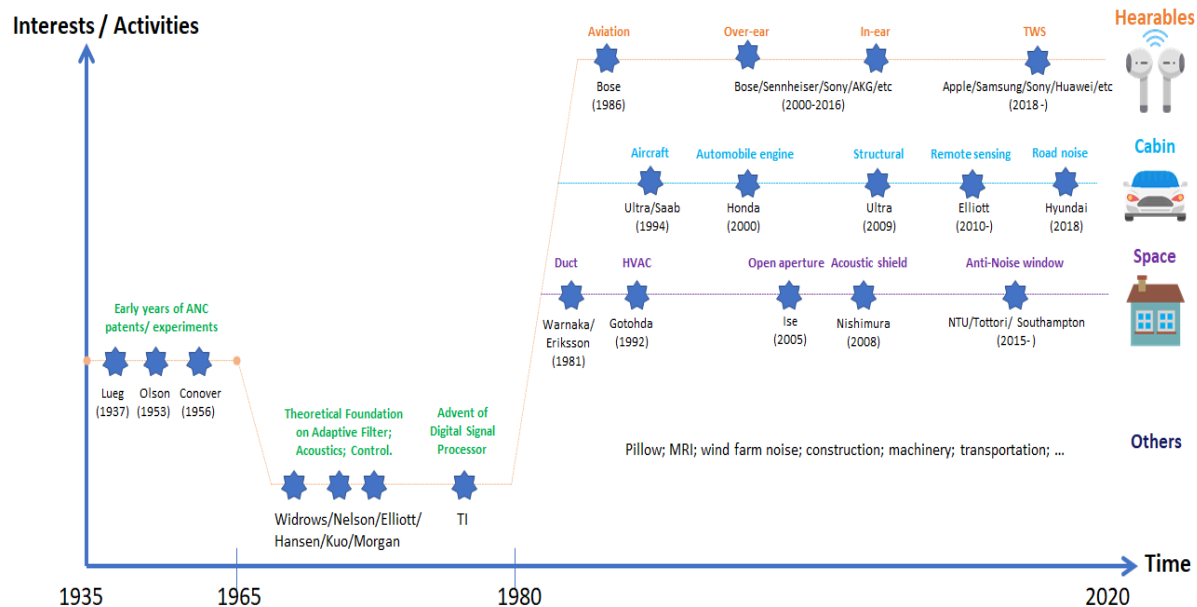 Interests / Activities
Hearables
Aviation
Over-ear
In-ear
TWS
Bose
(1986)
Bose/Sennheiser/Sony/AKG/etc
(2000-2016)
Apple/Samsung/Sony/Huawei/etc
(2018 -)
Cabin
Aircraft
Automobile engine
Structural
Remote sensing
Road noise
Ultra/Saab
(1994)
Honda
(2000)
Ultra
(2009)
Elliott
(2010-)
Hyundai
(2018)
Space
Duct
HVAC
Open aperture
Acoustic shield
Anti-Noise window
Warnaka/
Eriksson
(1981)
Gotohda
(1992)
Ise
(2005)
Nishimura
(2008)
NTU/Tottori/ Southampton
(2015-)
Early years of ANC
patents/ experiments
Lueg
(1937)
Olson
(1953)
Conover
(1956)
Theoretical Foundation
on Adaptive Filter;
Acoustics; Control.
Advent of
Digital Signal
Processor
Widrows/Nelson/Elliott/
Hansen/Kuo/Morgan
TI
Pillow; MRI; wind farm noise; construction; machinery; transportation; ...
Others
Time
1935
1965
1980
2020